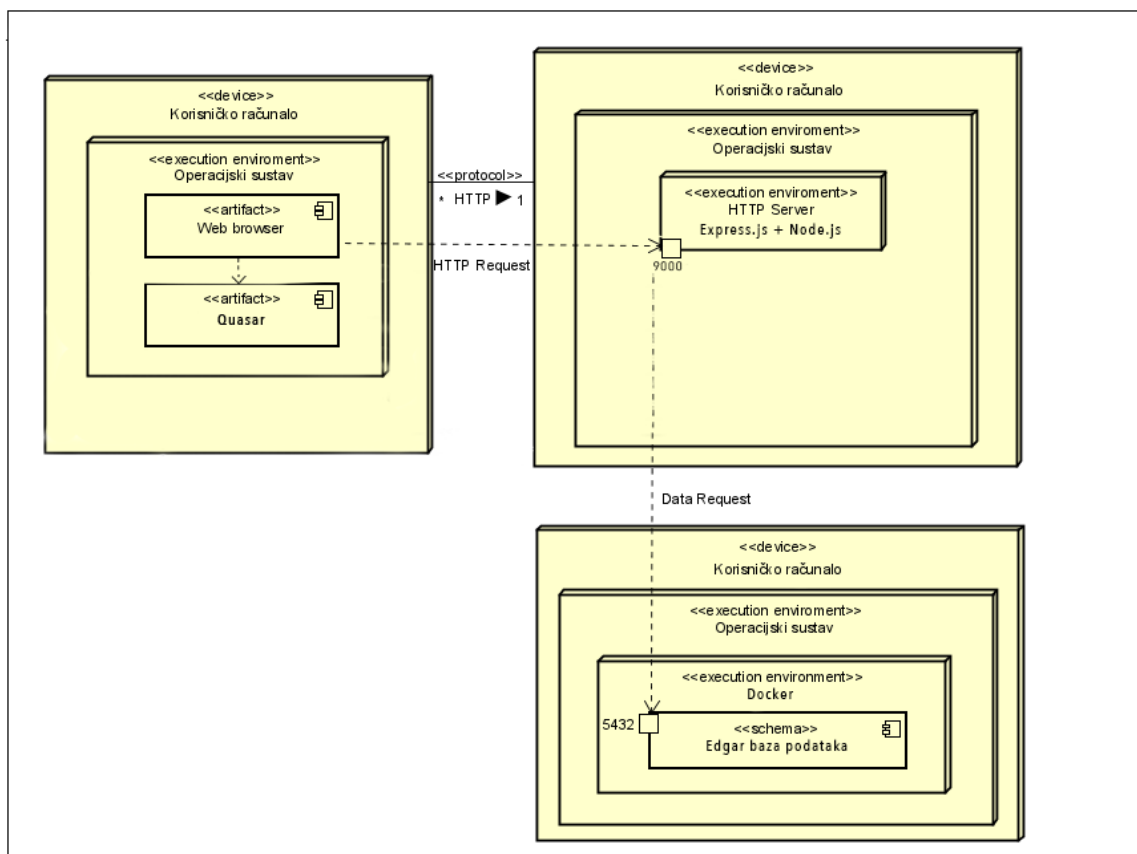 <<device>>
Korisničko računalo
<<execution enviroment>>
Operacijski sustav
<<artifact>>
Web browser
<<artifact>>
Quasar
<<protocol>>
* HTTP ▶ 1
HTTP Request
<<device>>
Korisničko računalo
<<execution enviroment>>
Operacijski sustav
<<execution enviroment>>
HTTP Server
Express.js + Node.js
9000
Data Request
<<device>>
Korisničko računalo
<<execution enviroment>>
Operacijski sustav
<<execution environment>>
Docker
5432
<<schema>>
Edgar baza podataka